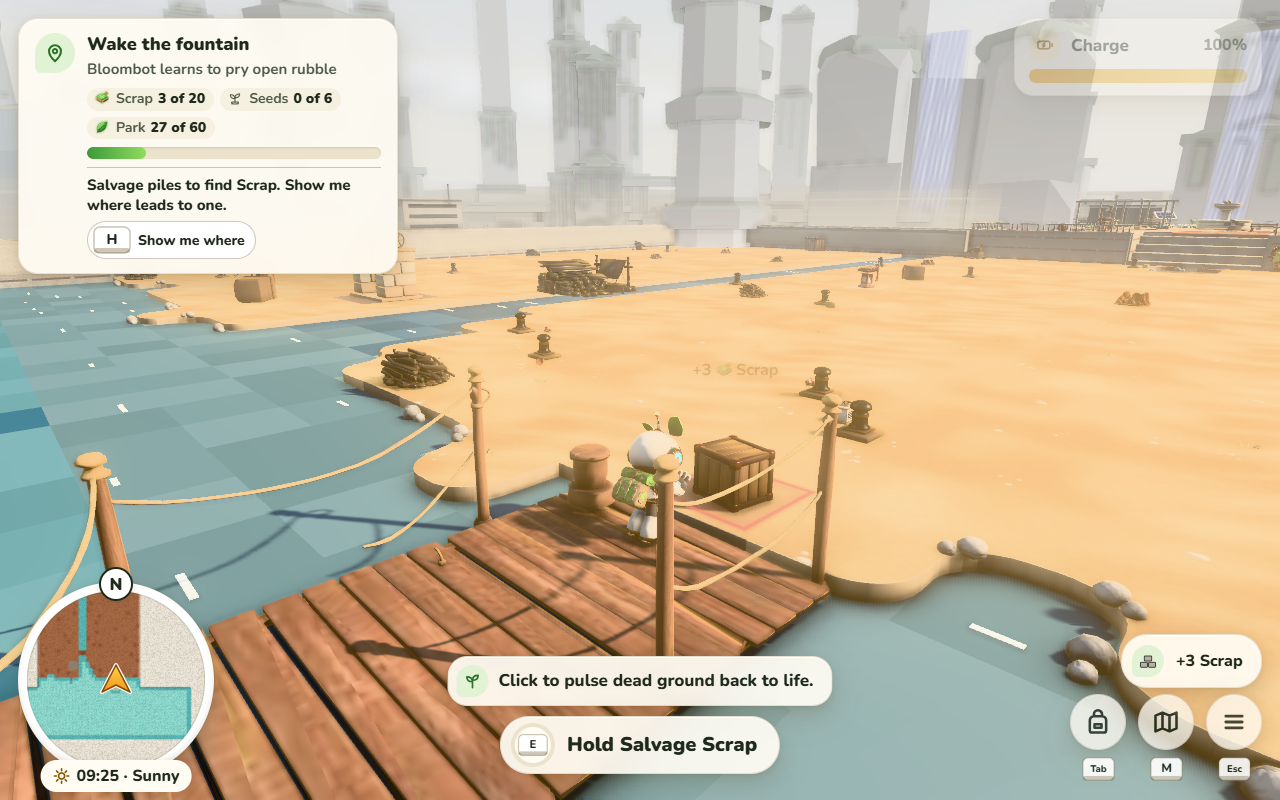 Wake the fountain
Bloombot learns to pry open rubble
Scrap 3 of 20 Seeds 0 of 6
Park 27 of 60
Salvage piles to find Scrap. Show me
where leads to one.
H Show me where
Charge 100%
+3 Scrap
N
09:25 · Sunny
Click to pulse dead ground back to life.
E Hold Salvage Scrap
+3 Scrap
Tab M Esc